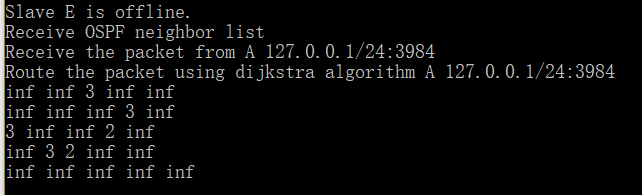 Slave E is offline.
Receive OSPF neighbor list
Receive the packet from A 127.0.0.1/24:3984
Route the packet using dijkstra algorithm A 127.0.0.1/24:3984
inf inf 3 inf inf
inf inf inf 3 inf
3 inf inf 2 inf
inf 3 2 inf inf
inf inf inf inf inf